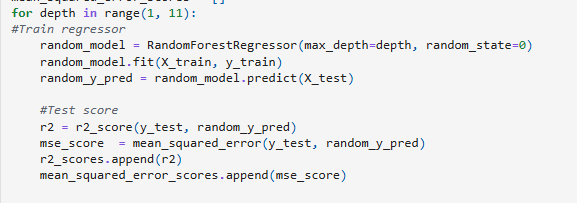 mean_squared_error_scores = []
for depth in range(1, 11):
#Train regressor
    random_model = RandomForestRegressor(max_depth=depth, random_state=0)
    random_model.fit(X_train, y_train)
    random_y_pred = random_model.predict(X_test)

    #Test score
    r2 = r2_score(y_test, random_y_pred)
    mse_score  = mean_squared_error(y_test, random_y_pred)
    r2_scores.append(r2)
    mean_squared_error_scores.append(mse_score)